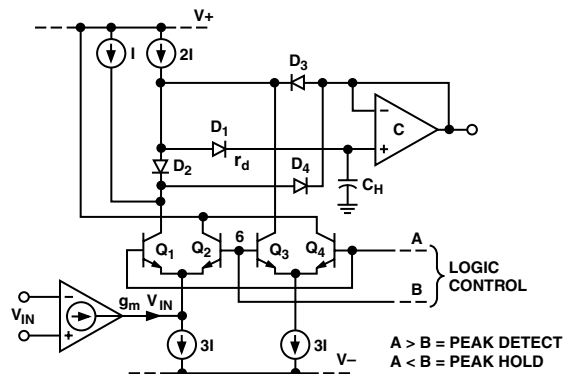 V+
I
2I
D3
D1
rd
D2
D4
C
−
+
CH
Q1
Q2
6
Q3
Q4
A
B
LOGIC
CONTROL
VIN
−
+
gm VIN
3I
3I
V−
A > B = PEAK DETECT
A < B = PEAK HOLD